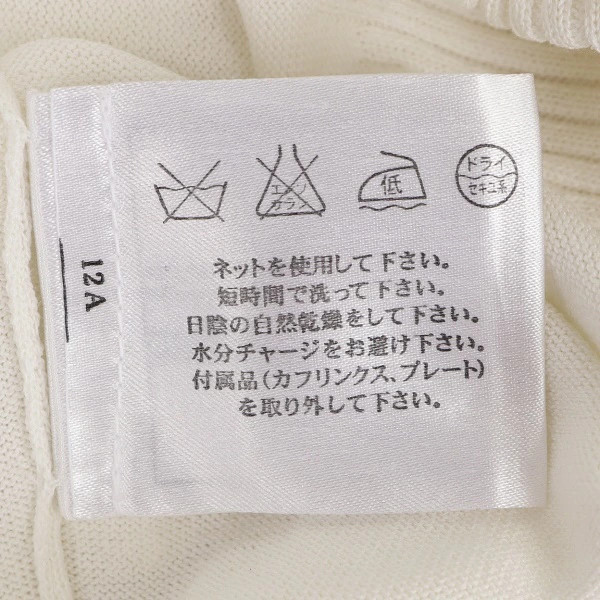 エンソ
サラシ
低
ドライ
セキユ系
ネットを使用して下さい。
短時間で洗って下さい。
日陰の自然乾燥をして下さい。
水分チャージをお避け下さい。
付属品(カフリンクス、プレート)
を取り外して下さい。
12A